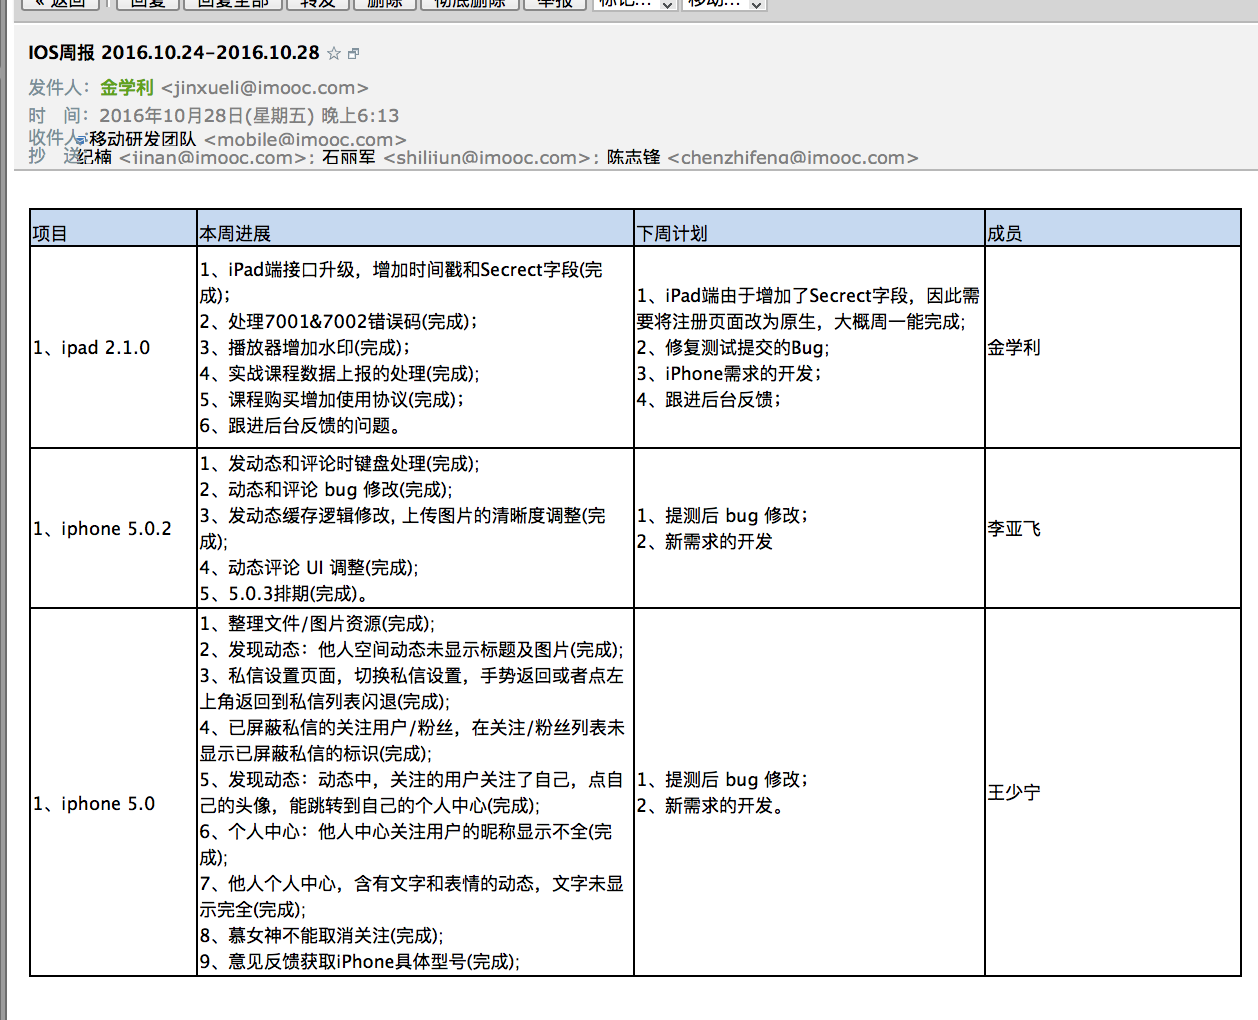 « 返回 回复 回复全部 转发 删除 彻底删除 举报 标记... 移动...
IOS周报 2016.10.24-2016.10.28
发件人： 金学利 <jinxueli@imooc.com>
时 间： 2016年10月28日(星期五) 晚上6:13
收件人： 移动研发团队 <mobile@imooc.com>
抄 送： 纪楠 <jinan@imooc.com>; 石丽军 <shilijun@imooc.com>; 陈志锋 <chenzhifeng@imooc.com>
项目 本周进展 下周计划 成员
1、ipad 2.1.0
1、iPad端接口升级，增加时间戳和Secrect字段(完
成)；
2、处理7001&7002错误码(完成)；
3、播放器增加水印(完成)；
4、实战课程数据上报的处理(完成);
5、课程购买增加使用协议(完成)；
6、跟进后台反馈的问题。
1、iPad端由于增加了Secrect字段，因此需
要将注册页面改为原生，大概周一能完成;
2、修复测试提交的Bug;
3、iPhone需求的开发；
4、跟进后台反馈；
金学利
1、iphone 5.0.2
1、发动态和评论时键盘处理(完成);
2、动态和评论 bug 修改(完成);
3、发动态缓存逻辑修改, 上传图片的清晰度调整(完
成);
4、动态评论 UI 调整(完成);
5、5.0.3排期(完成)。
1、提测后 bug 修改；
2、新需求的开发
李亚飞
1、iphone 5.0
1、整理文件/图片资源(完成);
2、发现动态：他人空间动态未显示标题及图片(完成);
3、私信设置页面，切换私信设置，手势返回或者点左
上角返回到私信列表闪退(完成);
4、已屏蔽私信的关注用户/粉丝，在关注/粉丝列表未
显示已屏蔽私信的标识(完成);
5、发现动态：动态中，关注的用户关注了自己，点自
己的头像，能跳转到自己的个人中心(完成);
6、个人中心：他人中心关注用户的昵称显示不全(完
成);
7、他人个人中心，含有文字和表情的动态，文字未显
示完全(完成);
8、慕女神不能取消关注(完成);
9、意见反馈获取iPhone具体型号(完成);
1、提测后 bug 修改；
2、新需求的开发。
王少宁